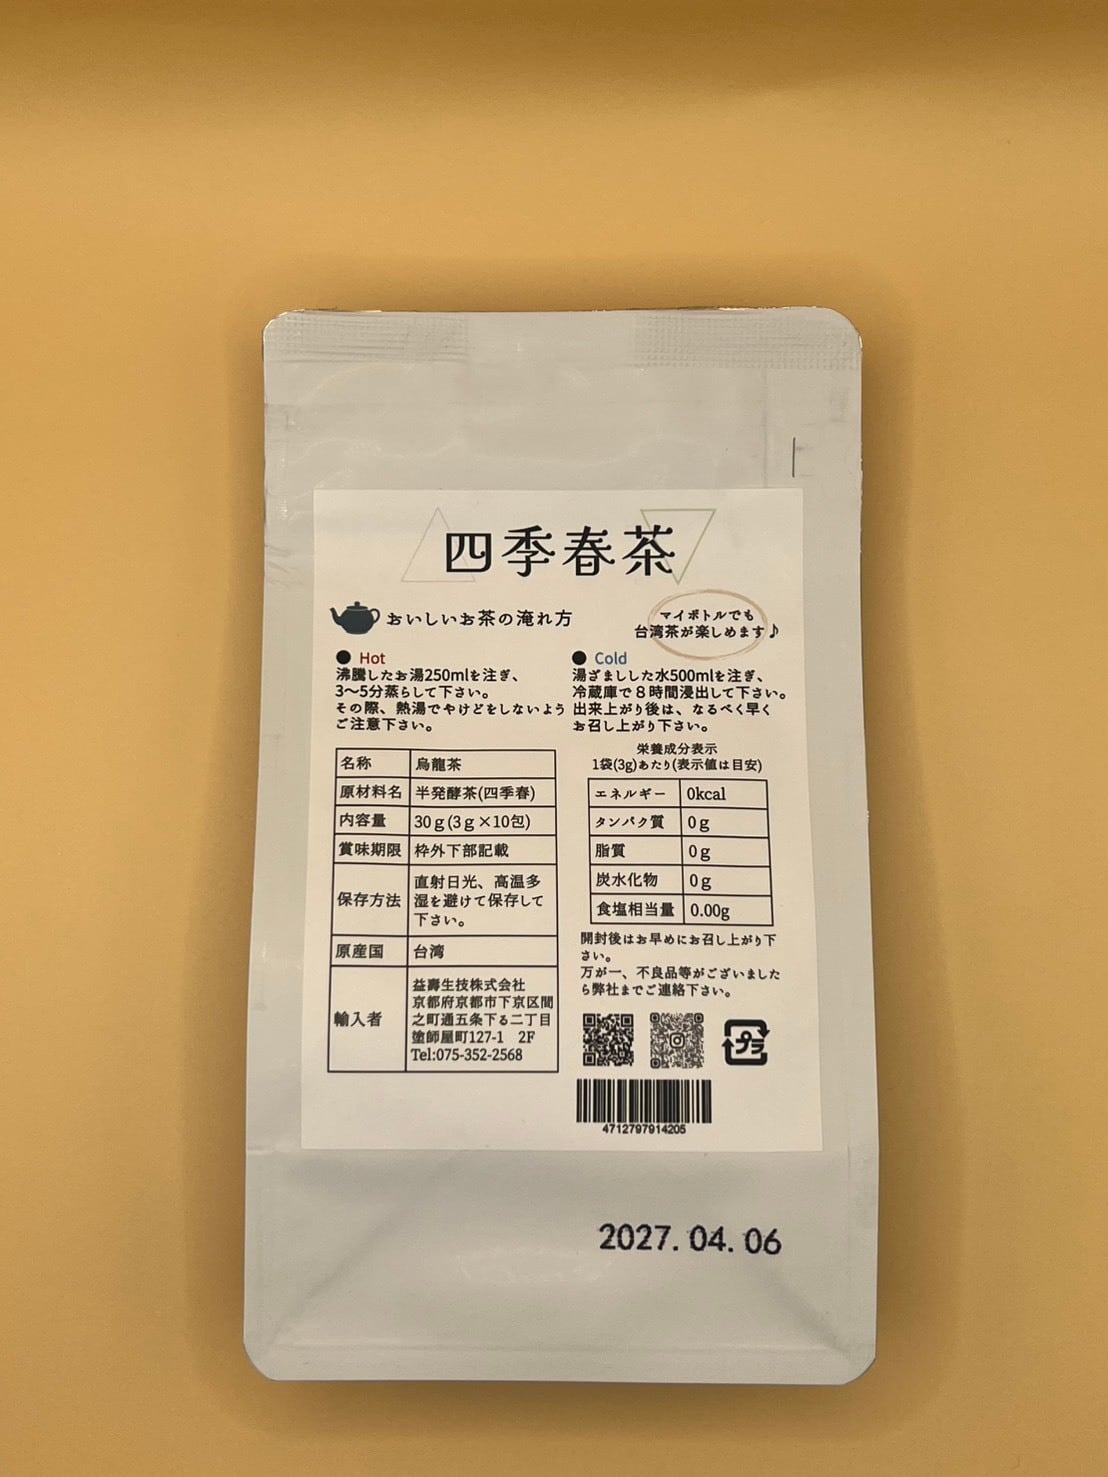 四季春茶
おいしいお茶の淹れ方
マイボトルでも
台湾茶が楽しめます♪
● Hot
沸騰したお湯250mlを注ぎ、
3〜5分蒸らして下さい。
その際、熱湯でやけどをしないよう
ご注意下さい。
● Cold
湯ざましした水500mlを注ぎ、
冷蔵庫で８時間浸出して下さい。
出来上がり後は、なるべく早く
お召し上がり下さい。
名称 烏龍茶
原材料名 半発酵茶(四季春)
内容量 30ｇ(3ｇ×10包)
賞味期限 枠外下部記載
保存方法 直射日光、高温多
湿を避けて保存して
下さい。
原産国 台湾
輸入者 益壽生技株式会社
京都府京都市下京区間
之町通五条下る二丁目
塗師屋町127-1 2F
Tel:075-352-2568
栄養成分表示
1袋(3g)あたり(表示値は目安)
エネルギー 0kcal
タンパク質 0ｇ
脂質 0ｇ
炭水化物 0ｇ
食塩相当量 0.00g
開封後はお早めにお召し上がり下
さい。
万が一、不良品等がございました
ら弊社までご連絡下さい。
プラ
4712797914205
2027.04.06